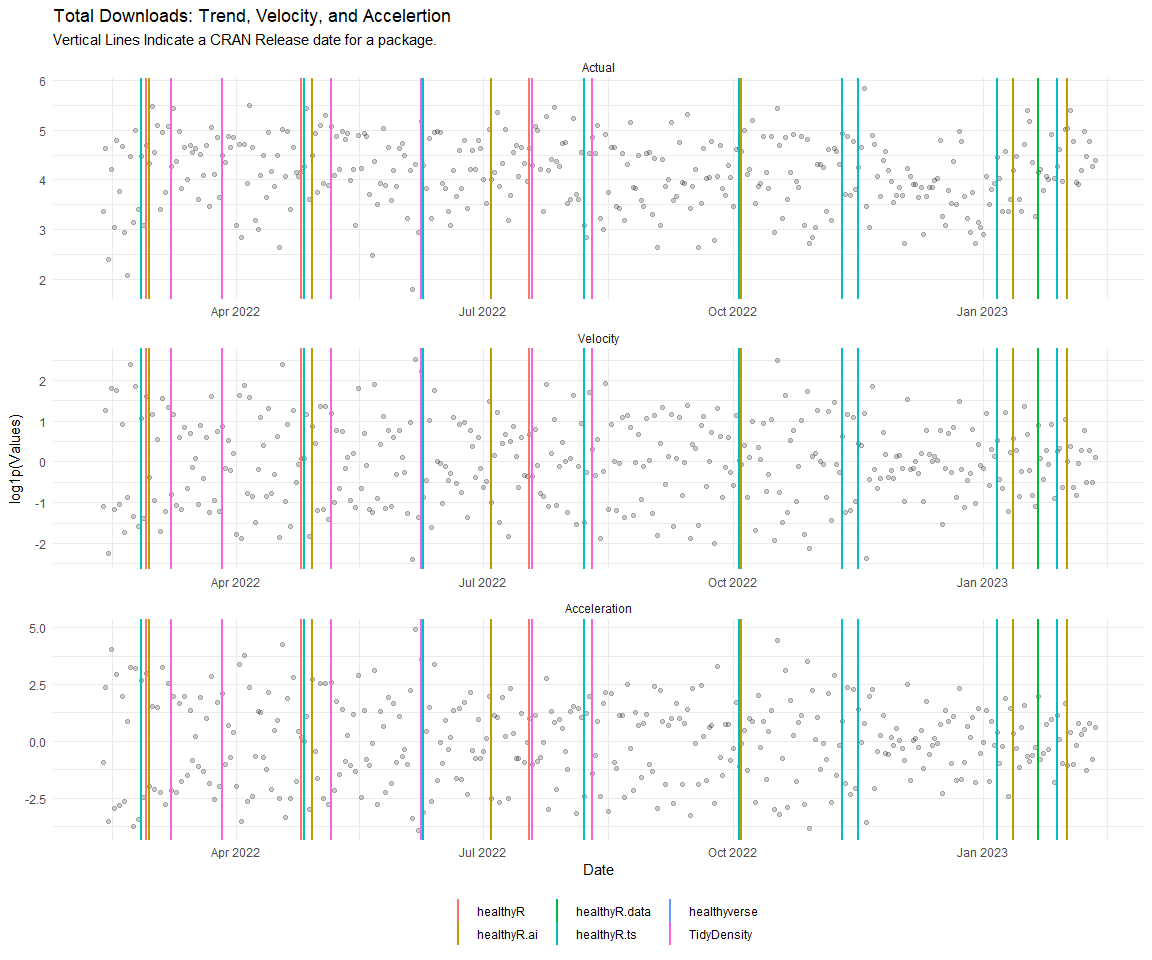 Total Downloads: Trend, Velocity, and Accelertion
Vertical Lines Indicate a CRAN Release date for a package.
Actual
6
5
4
3
2
Apr 2022 Jul 2022 Oct 2022 Jan 2023
Velocity
2
1
0
-1
-2
Apr 2022 Jul 2022 Oct 2022 Jan 2023
log1p(Values)
Acceleration
5.0
2.5
0.0
-2.5
Apr 2022 Jul 2022 Oct 2022 Jan 2023
Date
healthyR healthyR.data healthyverse
healthyR.ai healthyR.ts TidyDensity